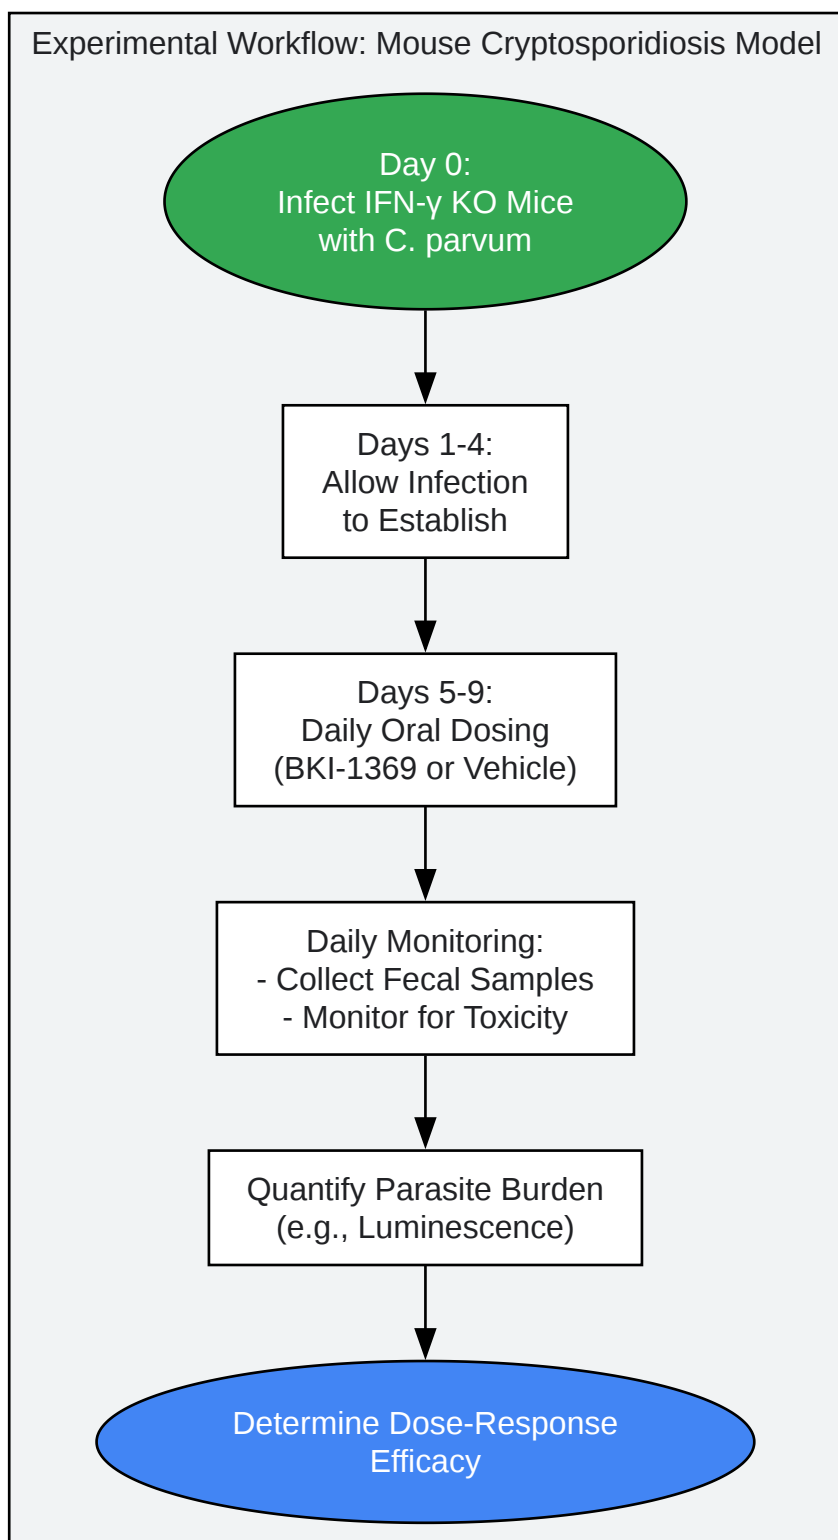 Experimental Workflow: Mouse Cryptosporidiosis Model
Day 0:
Infect IFN-γ KO Mice
with C. parvum
Days 1-4:
Allow Infection
to Establish
Days 5-9:
Daily Oral Dosing
(BKI-1369 or Vehicle)
Daily Monitoring:
- Collect Fecal Samples
- Monitor for Toxicity
Quantify Parasite Burden
(e.g., Luminescence)
Determine Dose-Response
Efficacy